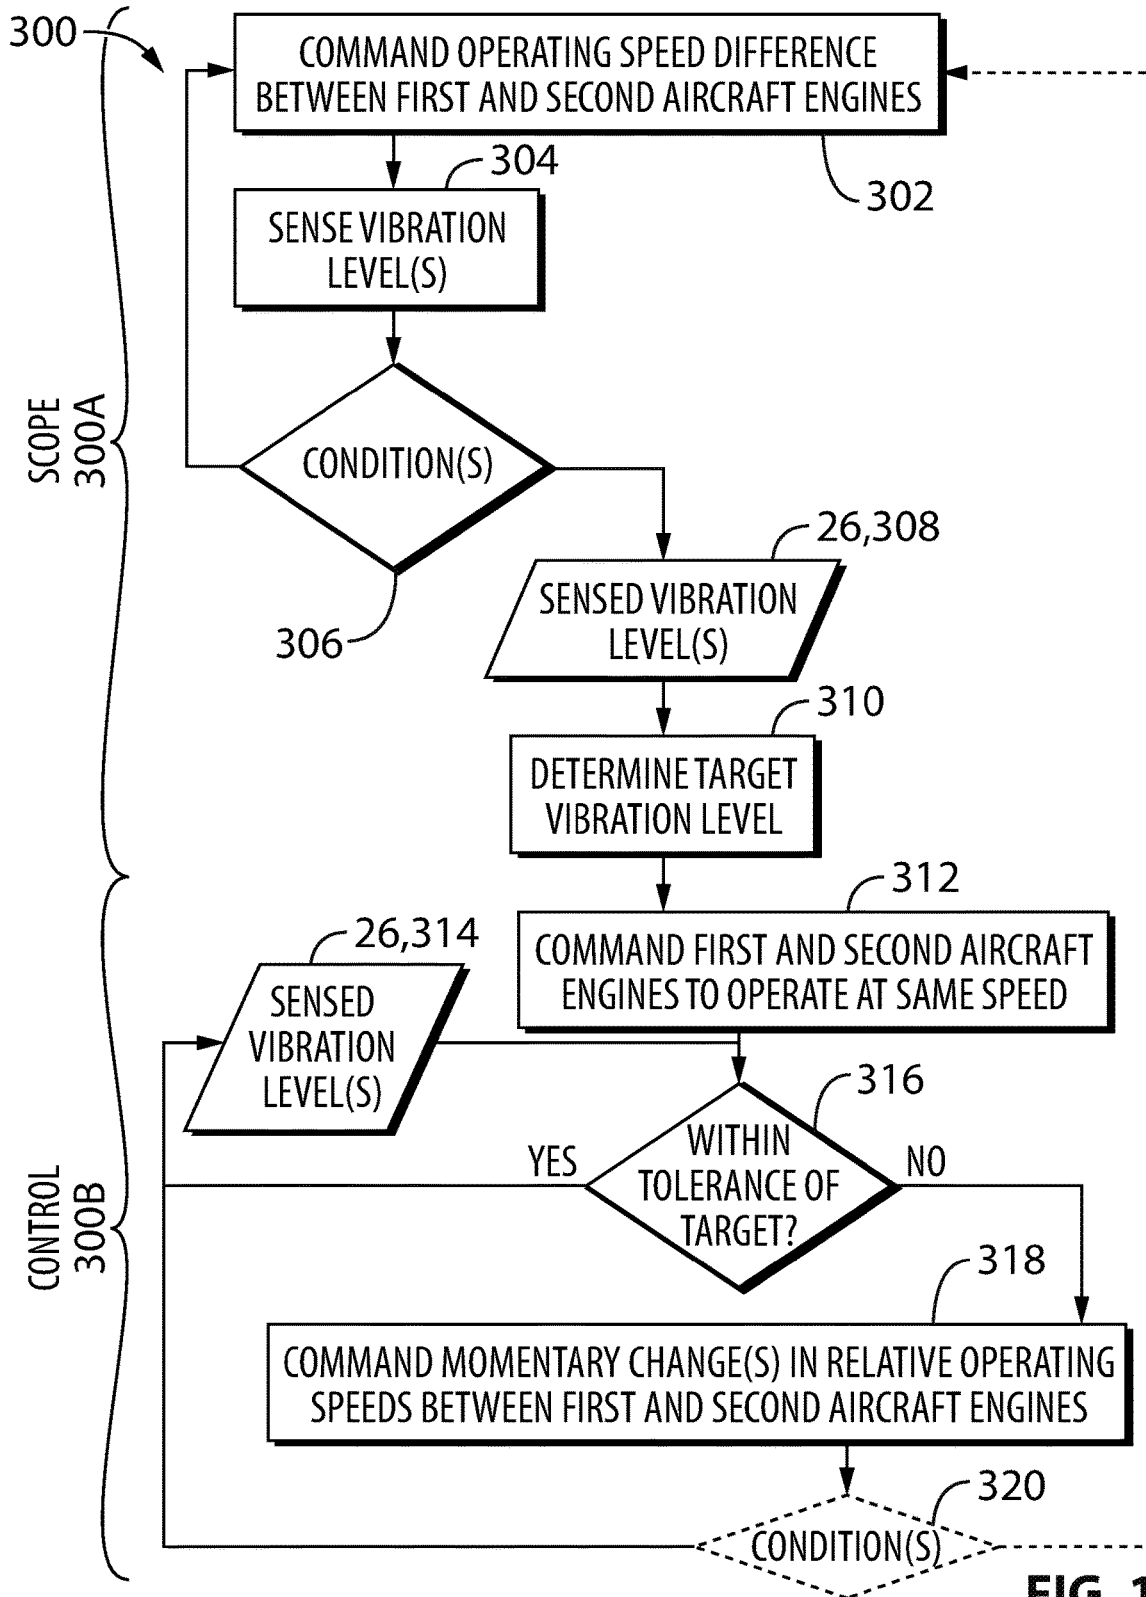 300
COMMAND OPERATING SPEED DIFFERENCE
BETWEEN FIRST AND SECOND AIRCRAFT ENGINES
302
304
SENSE VIBRATION
LEVEL(S)
SCOPE
300A
CONDITION(S)
306
26,308
SENSED VIBRATION
LEVEL(S)
310
DETERMINE TARGET
VIBRATION LEVEL
312
COMMAND FIRST AND SECOND AIRCRAFT
ENGINES TO OPERATE AT SAME SPEED
26,314
SENSED
VIBRATION
LEVEL(S)
316
WITHIN
TOLERANCE OF
TARGET?
YES
NO
CONTROL
300B
318
COMMAND MOMENTARY CHANGE(S) IN RELATIVE OPERATING
SPEEDS BETWEEN FIRST AND SECOND AIRCRAFT ENGINES
320
CONDITION(S)
FIG. 1